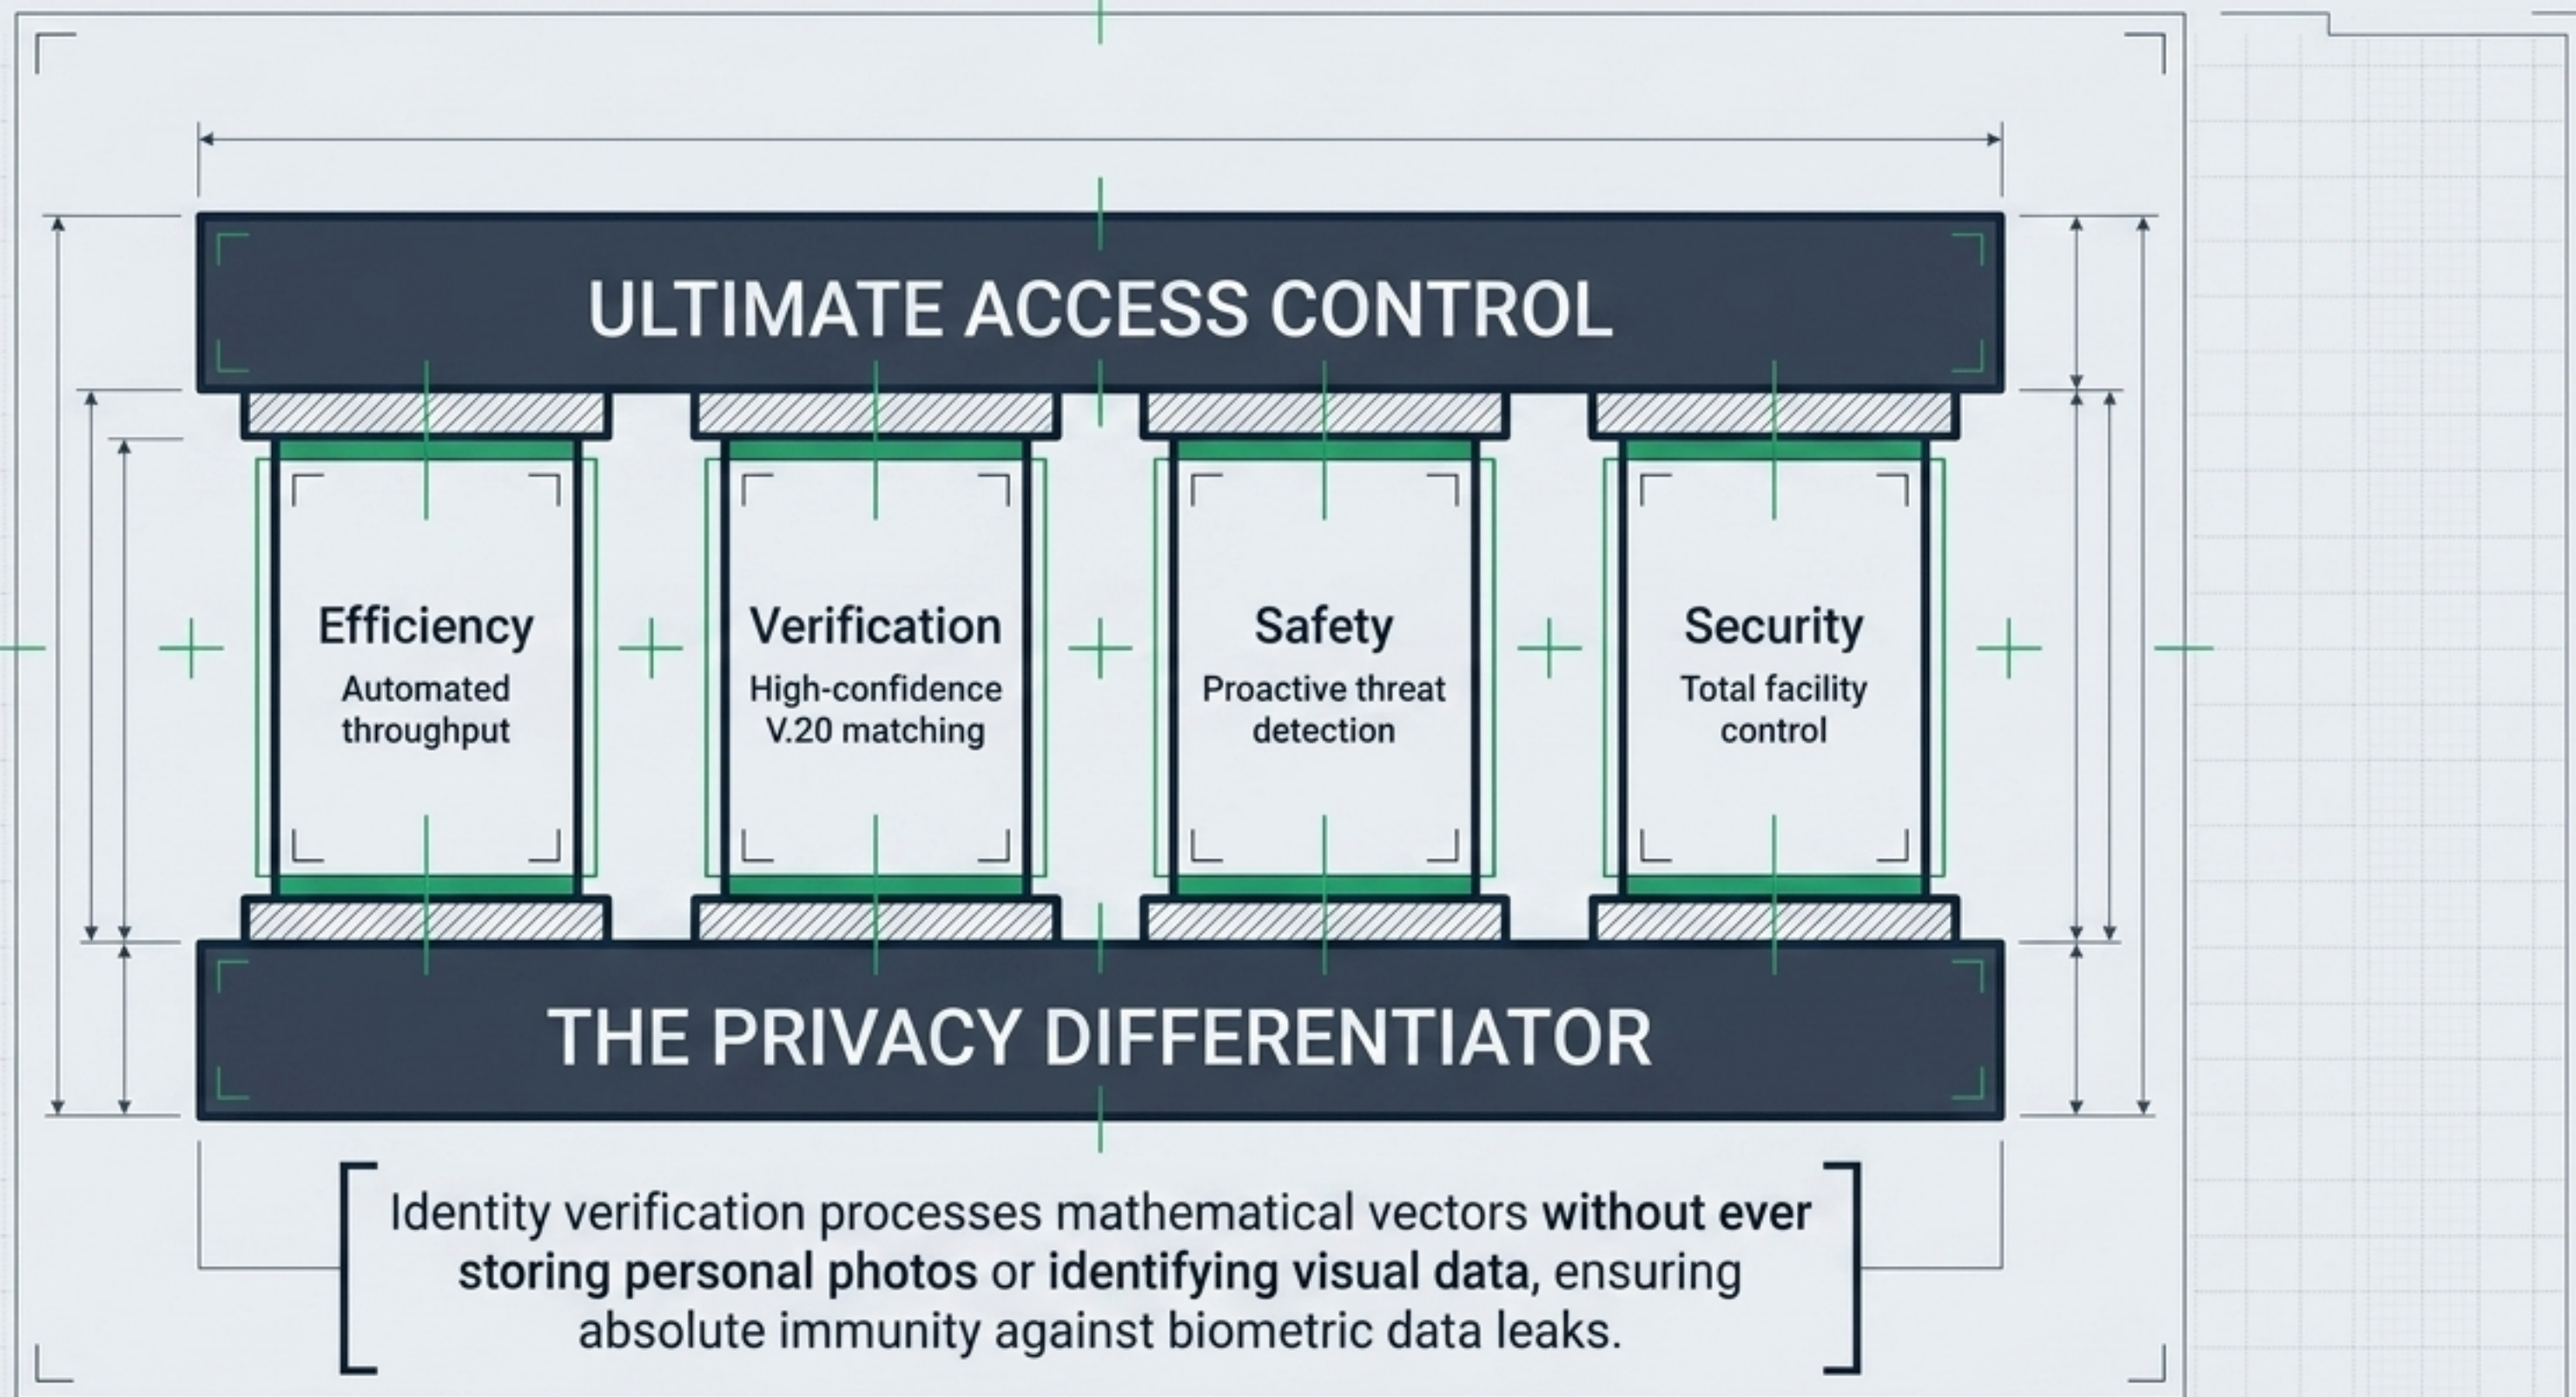 ULTIMATE ACCESS CONTROL
Efficiency
Automated
throughput
Verification
High-confidence
V.20 matching
Safety
Proactive threat
detection
Security
Total facility
control
THE PRIVACY DIFFERENTIATOR
Identity verification processes mathematical vectors without ever
storing personal photos or identifying visual data, ensuring
absolute immunity against biometric data leaks.